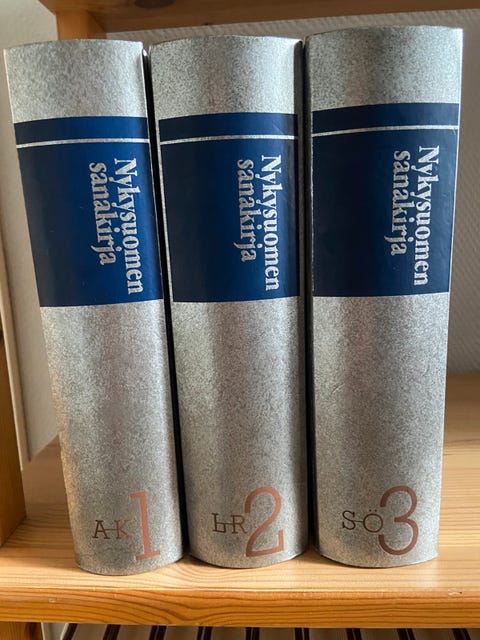 Nykysuomen
sanakirja
A-K 1
Nykysuomen
sanakirja
L-R 2
Nykysuomen
sanakirja
S-Ö 3